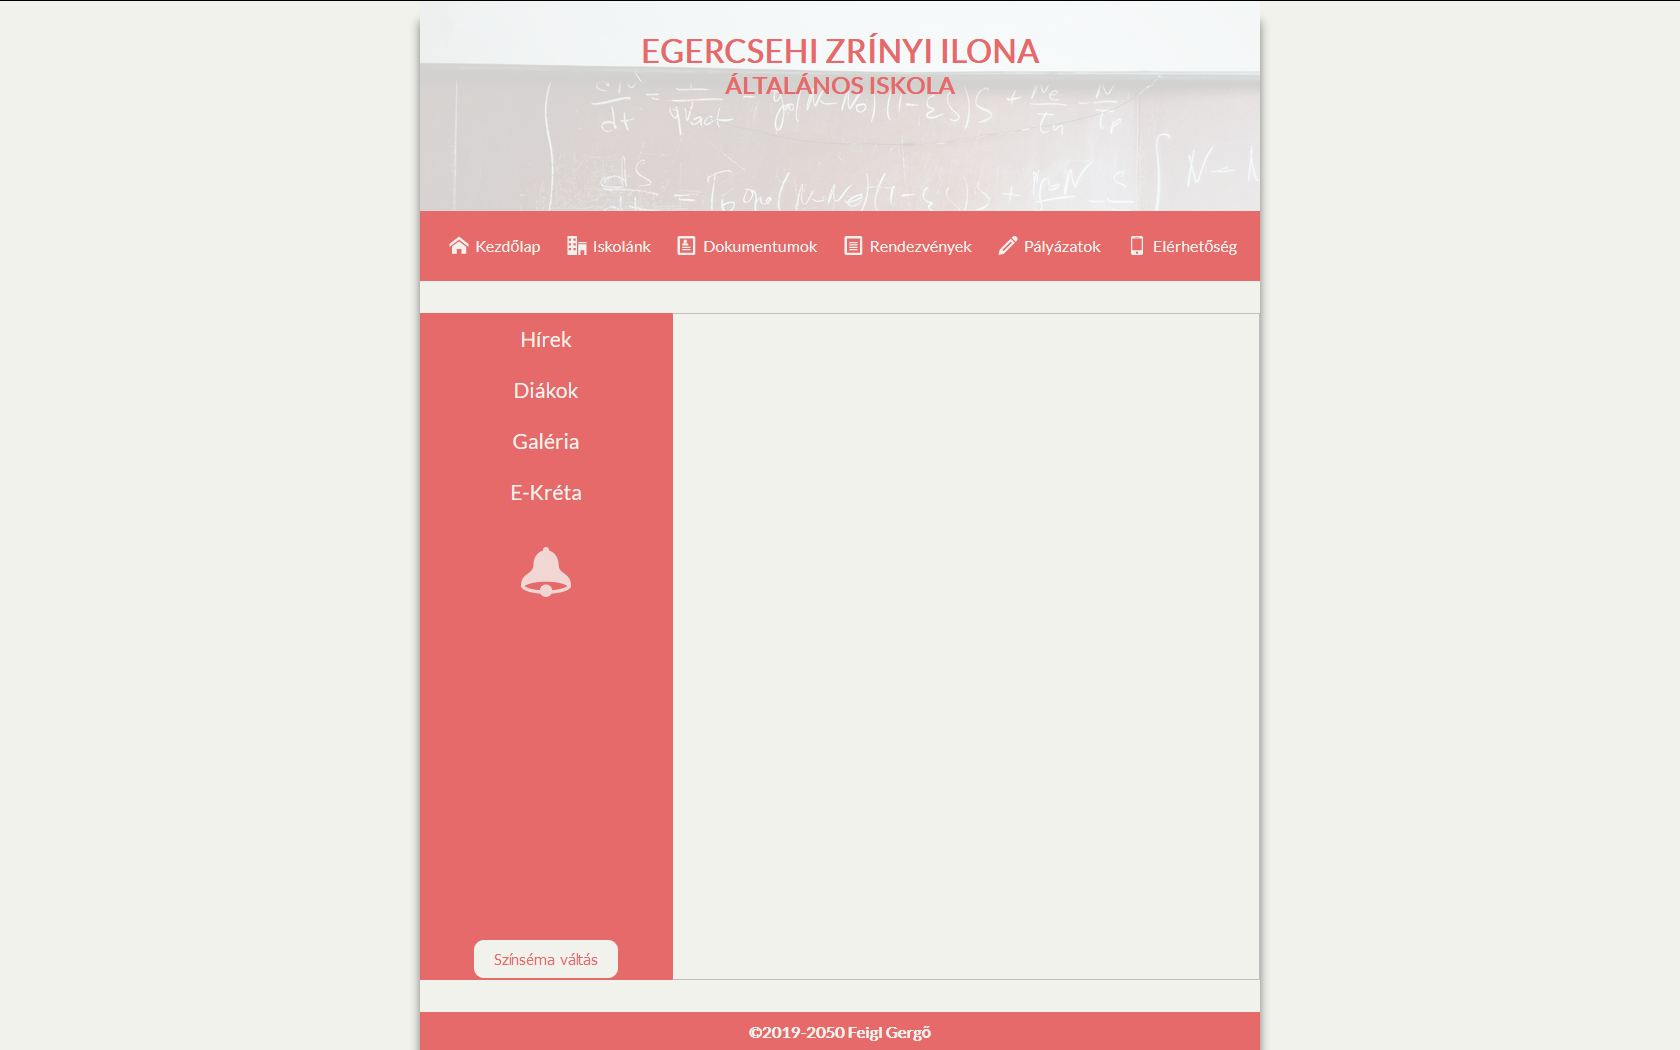 EGERCSEHI ZRÍNYI ILONA
ÁLTALÁNOS ISKOLA
Kezdőlap Iskolánk Dokumentumok Rendezvények Pályázatok Elérhetőség
Hírek
Diákok
Galéria
E-Kréta
Színséma váltás
©2019-2050 Feigl Gergő